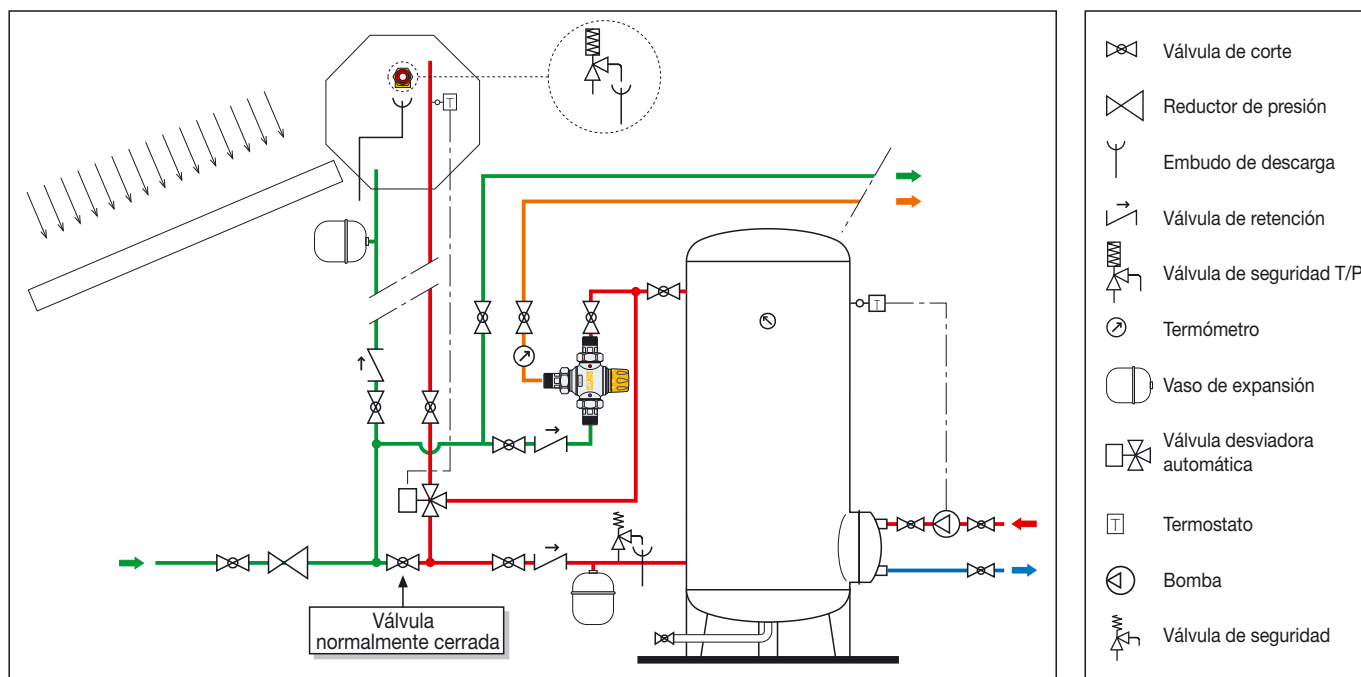 T
T
Válvula
normalmente cerrada
Válvula de corte
Reductor de presión
Embudo de descarga
Válvula de retención
Válvula de seguridad T/P
Termómetro
Vaso de expansión
Válvula desviadora
automática
T
Termostato
Bomba
Válvula de seguridad